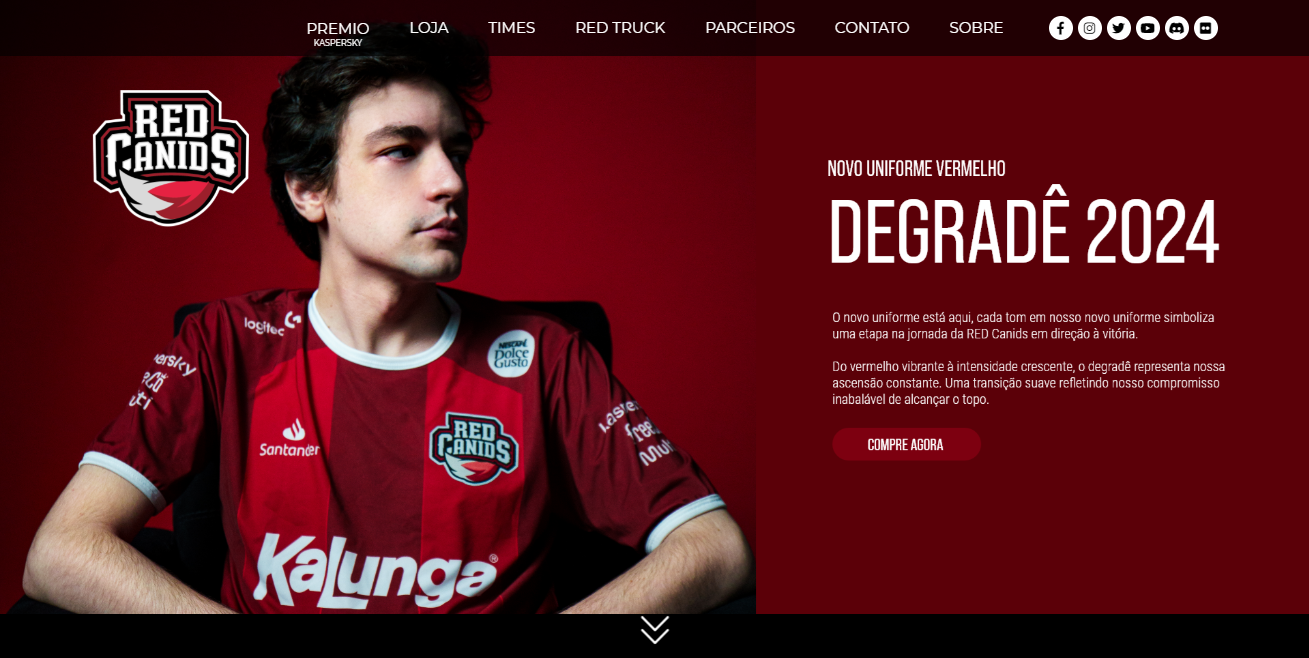 PREMIO
KASPERSKY
LOJA
TIMES
RED TRUCK
PARCEIROS
CONTATO
SOBRE
RED
CANIDS
NOVO UNIFORME VERMELHO
DEGRADÊ 2024
O novo uniforme está aqui, cada tom em nosso novo uniforme simboliza
uma etapa na jornada da RED Canids em direção à vitória.
Do vermelho vibrante à intensidade crescente, o degradê representa nossa
ascensão constante. Uma transição suave refletindo nosso compromisso
inabalável de alcançar o topo.
COMPRE AGORA
logitech G
NESCAFÉ
Dolce
Gusto
Santander
RED
CANIDS
Kalunga®